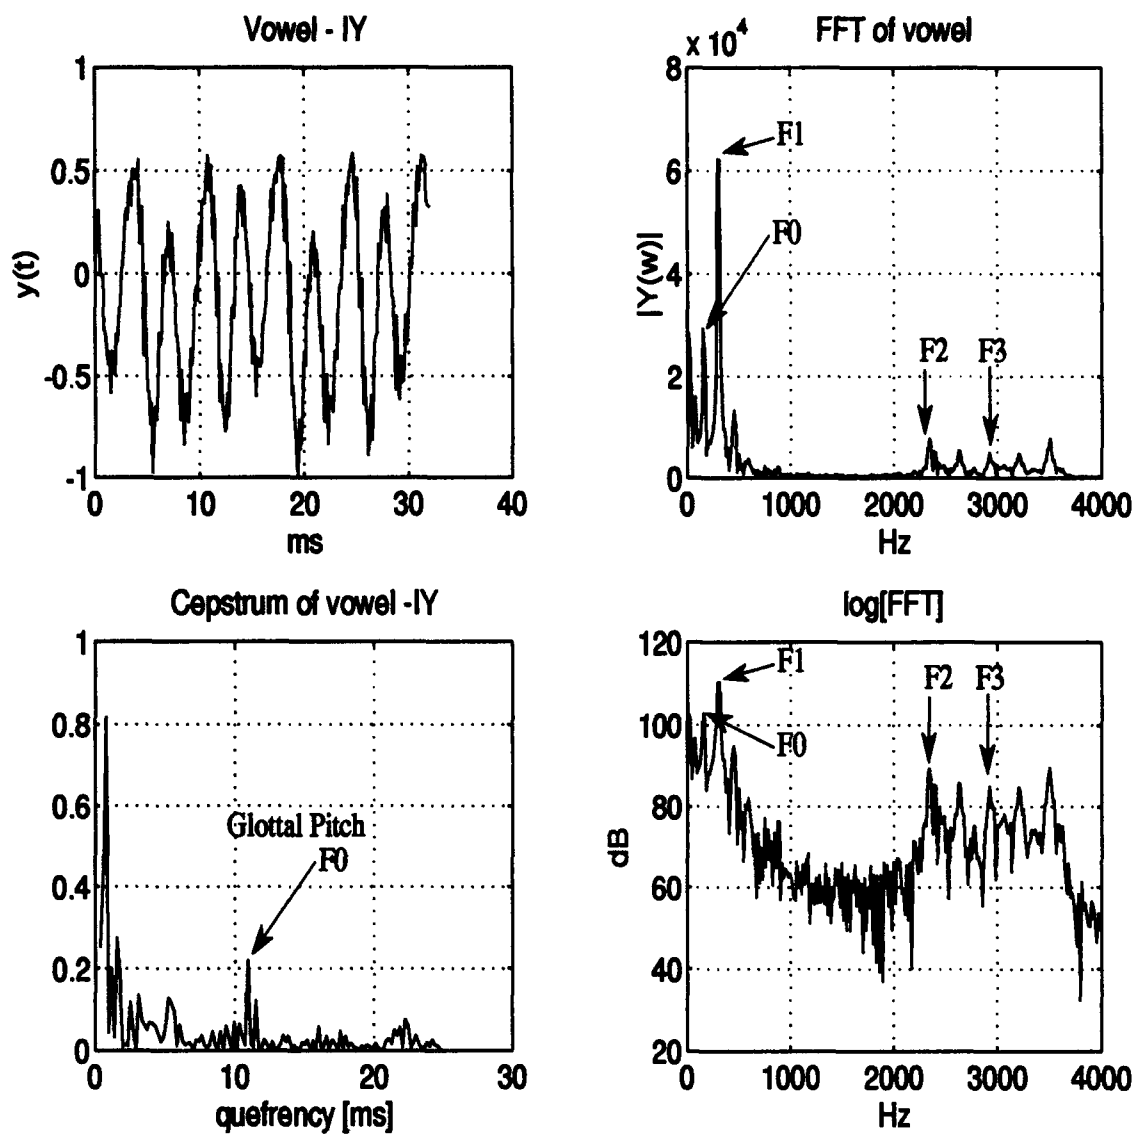 Vowel - IY
1
0.5
0
-0.5
-1
y(t)
0 10 20 30 40
ms
FFT of vowel
x 10^4
8
6
4
2
0
|Y(w)|
F1
F0
F2 F3
0 1000 2000 3000 4000
Hz
Cepstrum of vowel -IY
1
0.8
0.6
0.4
0.2
0
Glottal Pitch
F0
0 10 20 30
quefrency [ms]
log[FFT]
120
100
80
60
40
20
dB
F1
F0
F2 F3
0 1000 2000 3000 4000
Hz